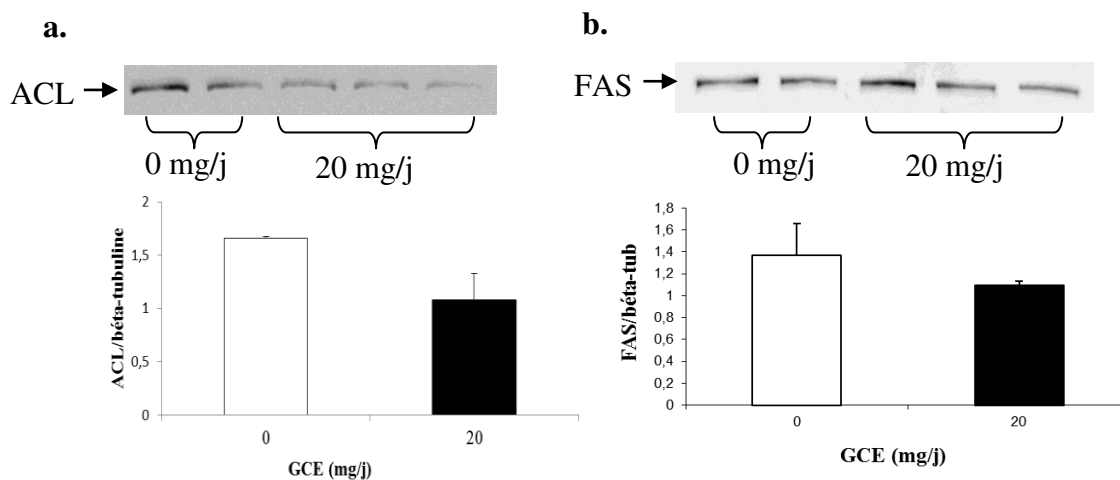 a.
ACL
0 mg/j 20 mg/j
ACL/béta-tubuline
2
1,5
1
0,5
0
0 20
GCE (mg/j)
b.
FAS
0 mg/j 20 mg/j
FAS/béta-tub
1,8
1,6
1,4
1,2
1
0,8
0,6
0,4
0,2
0
0 20
GCE (mg/j)